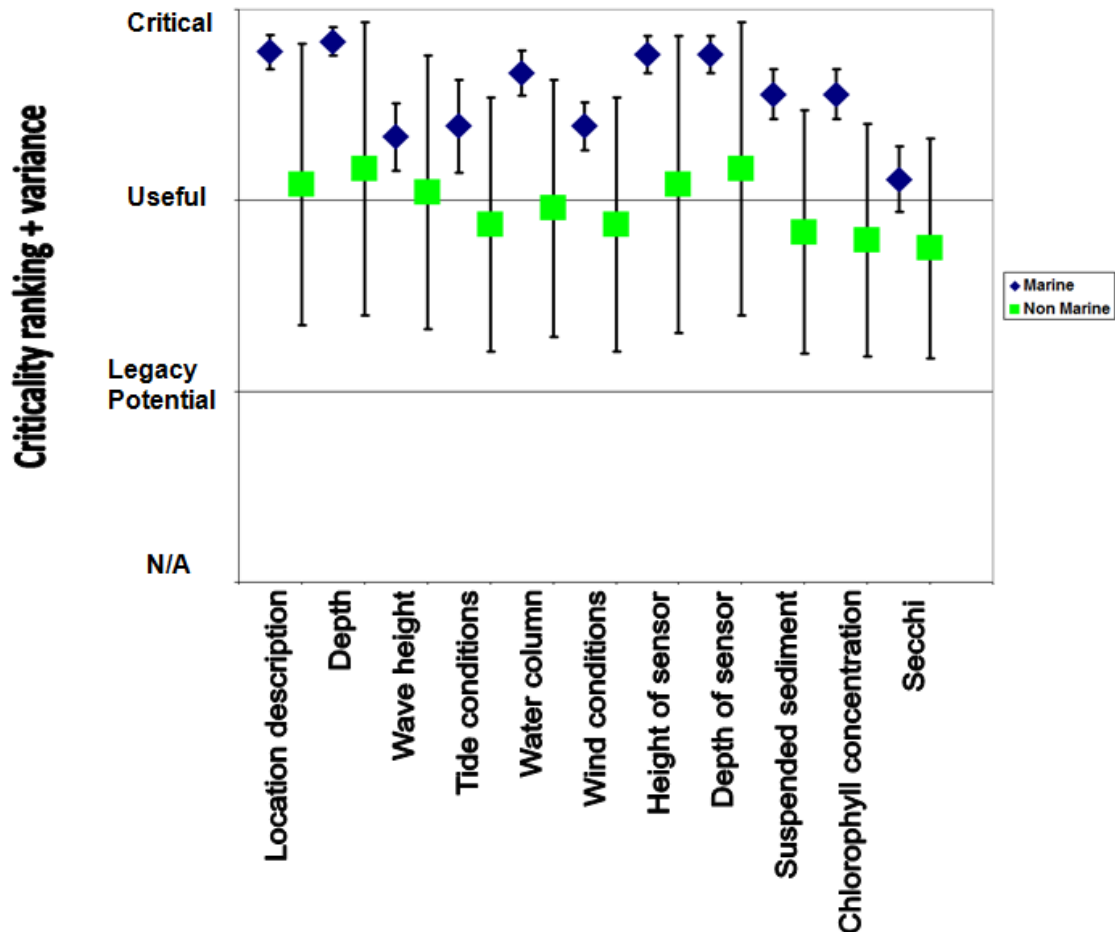 Criticality ranking + variance
Critical
Useful
Legacy
Potential
N/A
Marine
Non Marine
Location description
Depth
Wave height
Tide conditions
Water column
Wind conditions
Height of sensor
Depth of sensor
Suspended sediment
Chlorophyll concentration
Secchi